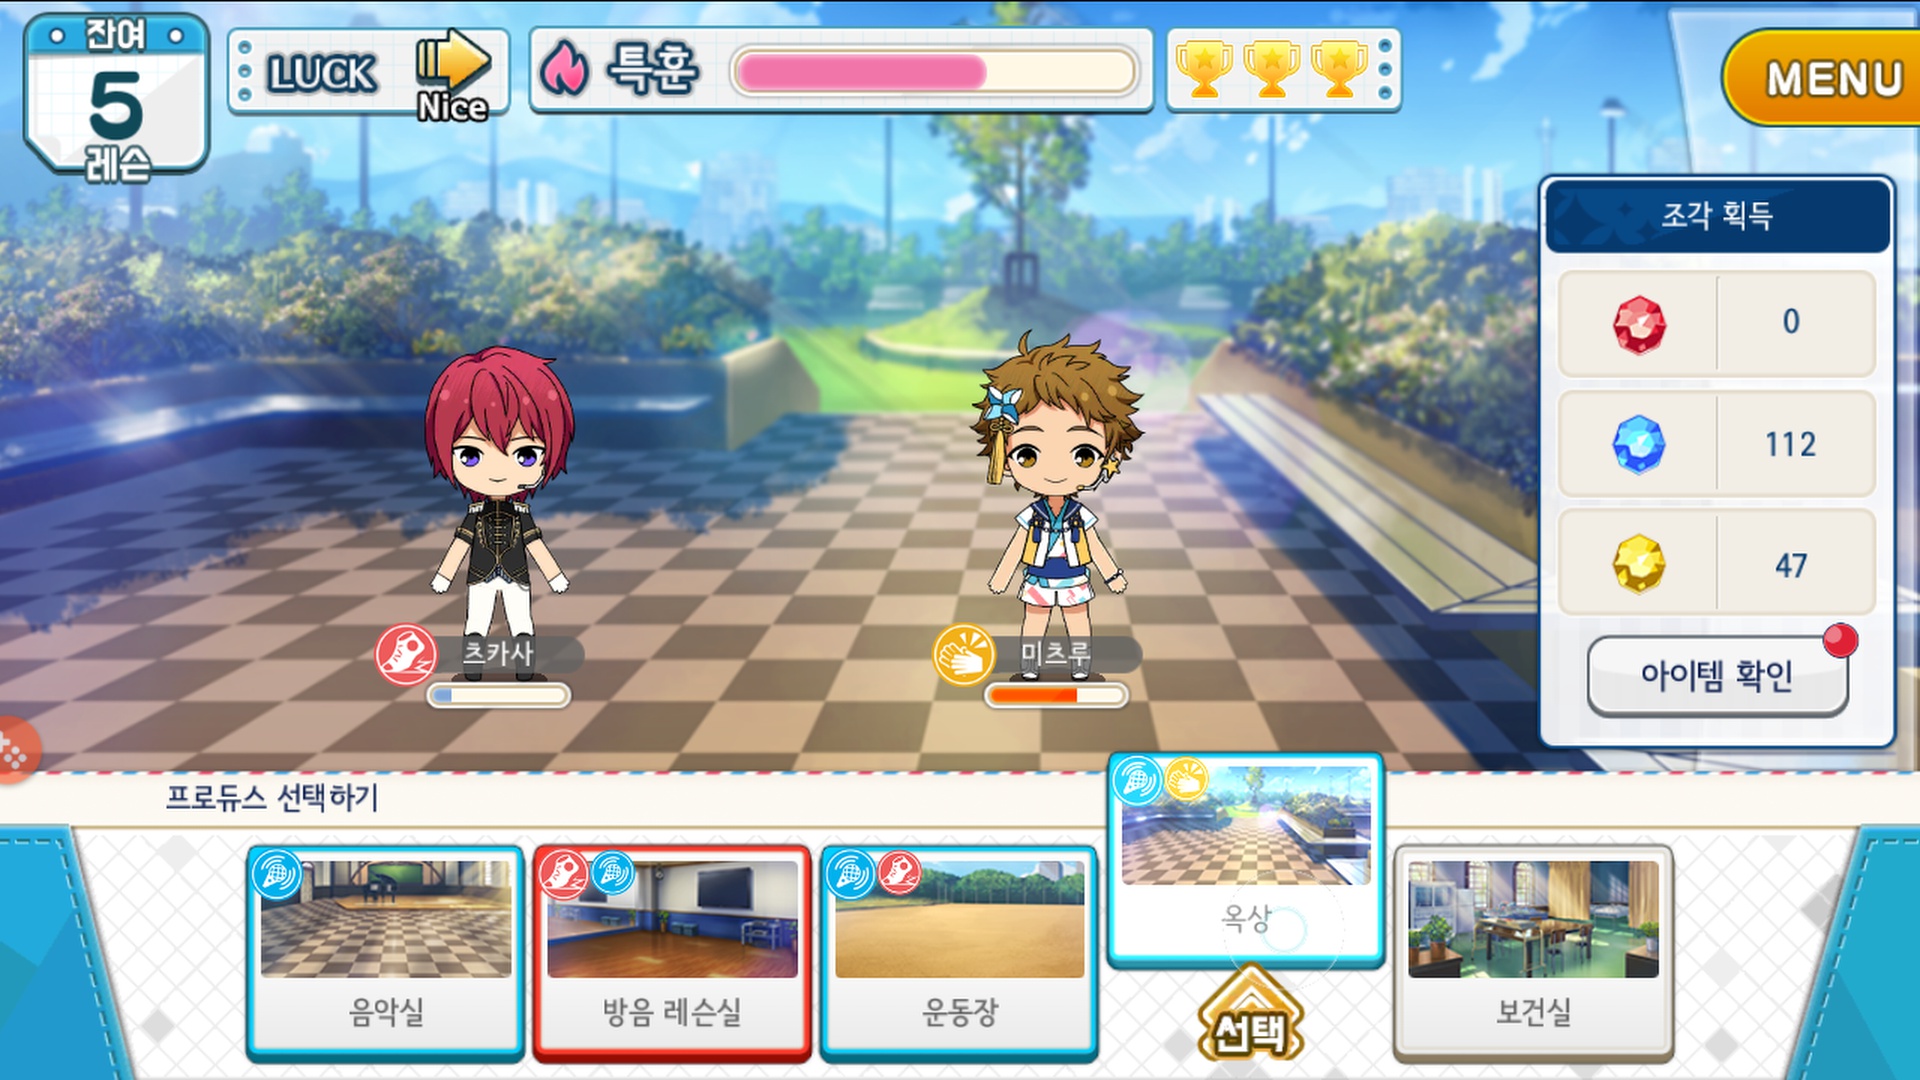 잔여
5
레슨
LUCK
Nice
특훈
MENU
조각 획득
0
112
47
아이템 확인
츠카사
미츠루
프로듀스 선택하기
음악실
방음 레슨실
운동장
옥상
선택
보건실